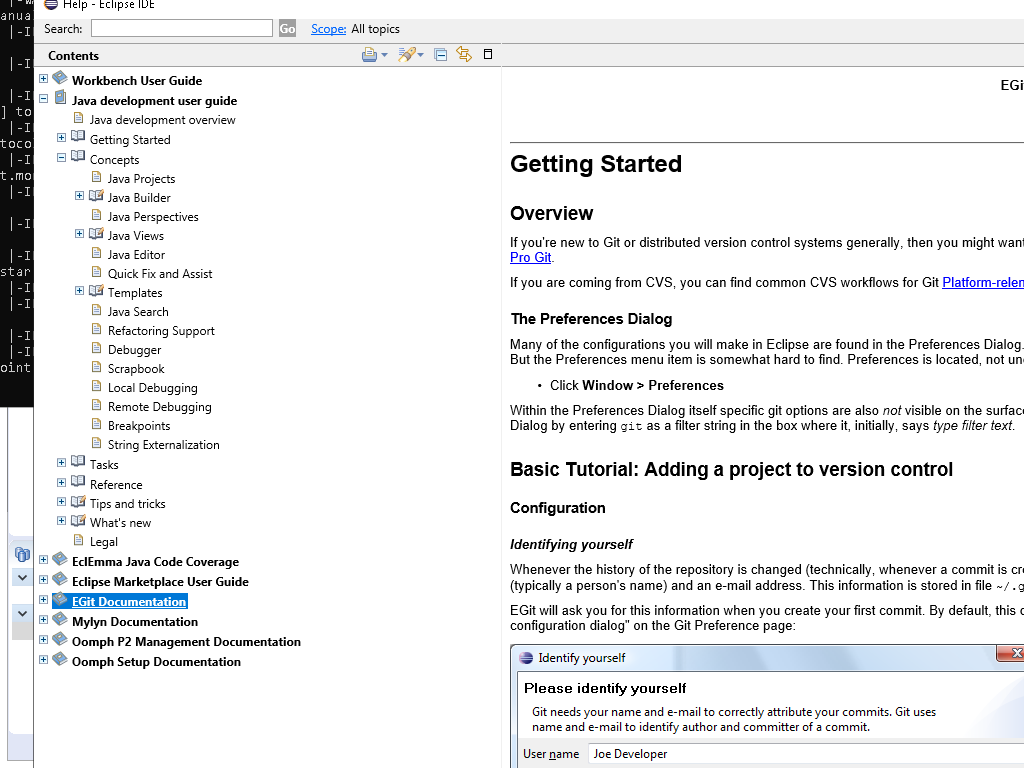 Help - Eclipse IDE
Search:
Go
Scope: All topics
Contents
Workbench User Guide
Java development user guide
Java development overview
Getting Started
Concepts
Java Projects
Java Builder
Java Perspectives
Java Views
Java Editor
Quick Fix and Assist
Templates
Java Search
Refactoring Support
Debugger
Scrapbook
Local Debugging
Remote Debugging
Breakpoints
String Externalization
Tasks
Reference
Tips and tricks
What's new
Legal
EclEmma Java Code Coverage
Eclipse Marketplace User Guide
EGit Documentation
Mylyn Documentation
Oomph P2 Management Documentation
Oomph Setup Documentation
EGit
Getting Started
Overview
If you're new to Git or distributed version control systems generally, then you might want
Pro Git.
If you are coming from CVS, you can find common CVS workflows for Git Platform-relen
The Preferences Dialog
Many of the configurations you will make in Eclipse are found in the Preferences Dialog.
But the Preferences menu item is somewhat hard to find. Preferences is located, not un
• Click Window > Preferences
Within the Preferences Dialog itself specific git options are also not visible on the surfac
Dialog by entering git as a filter string in the box where it, initially, says type filter text.
Basic Tutorial: Adding a project to version control
Configuration
Identifying yourself
Whenever the history of the repository is changed (technically, whenever a commit is cre
(typically a person's name) and an e-mail address. This information is stored in file ~/.g
EGit will ask you for this information when you create your first commit. By default, this d
configuration dialog" on the Git Preference page:
Identify yourself
Please identify yourself
Git needs your name and e-mail to correctly attribute your commits. Git uses
name and e-mail to identify author and committer of a commit.
User name Joe Developer